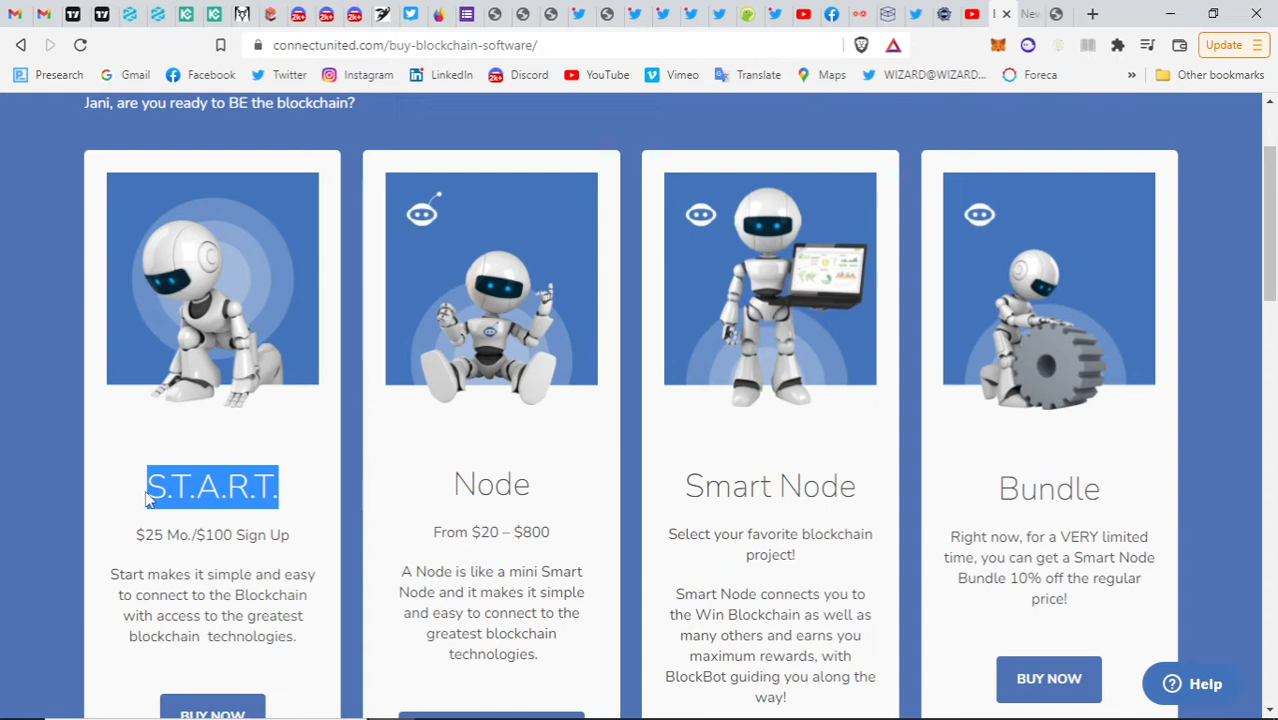 connectunited.com/buy-blockchain-software/
Update
Presearch
Gmail
Facebook
Twitter
Instagram
LinkedIn
Discord
YouTube
Vimeo
Translate
Maps
WIZARD@WIZARD...
Foreca
»
Other bookmarks
Jani, are you ready to BE the blockchain?
S.T.A.R.T.
$25 Mo./$100 Sign Up
Start makes it simple and easy
to connect to the Blockchain
with access to the greatest
blockchain technologies.
BUY NOW
Node
From $20 – $800
A Node is like a mini Smart
Node and it makes it simple
and easy to connect to the
greatest blockchain
technologies.
Smart Node
Select your favorite blockchain
project!
Smart Node connects you to
the Win Blockchain as well as
many others and earns you
maximum rewards, with
BlockBot guiding you along the
way!
Bundle
Right now, for a VERY limited
time, you can get a Smart Node
Bundle 10% off the regular
price!
BUY NOW
Help